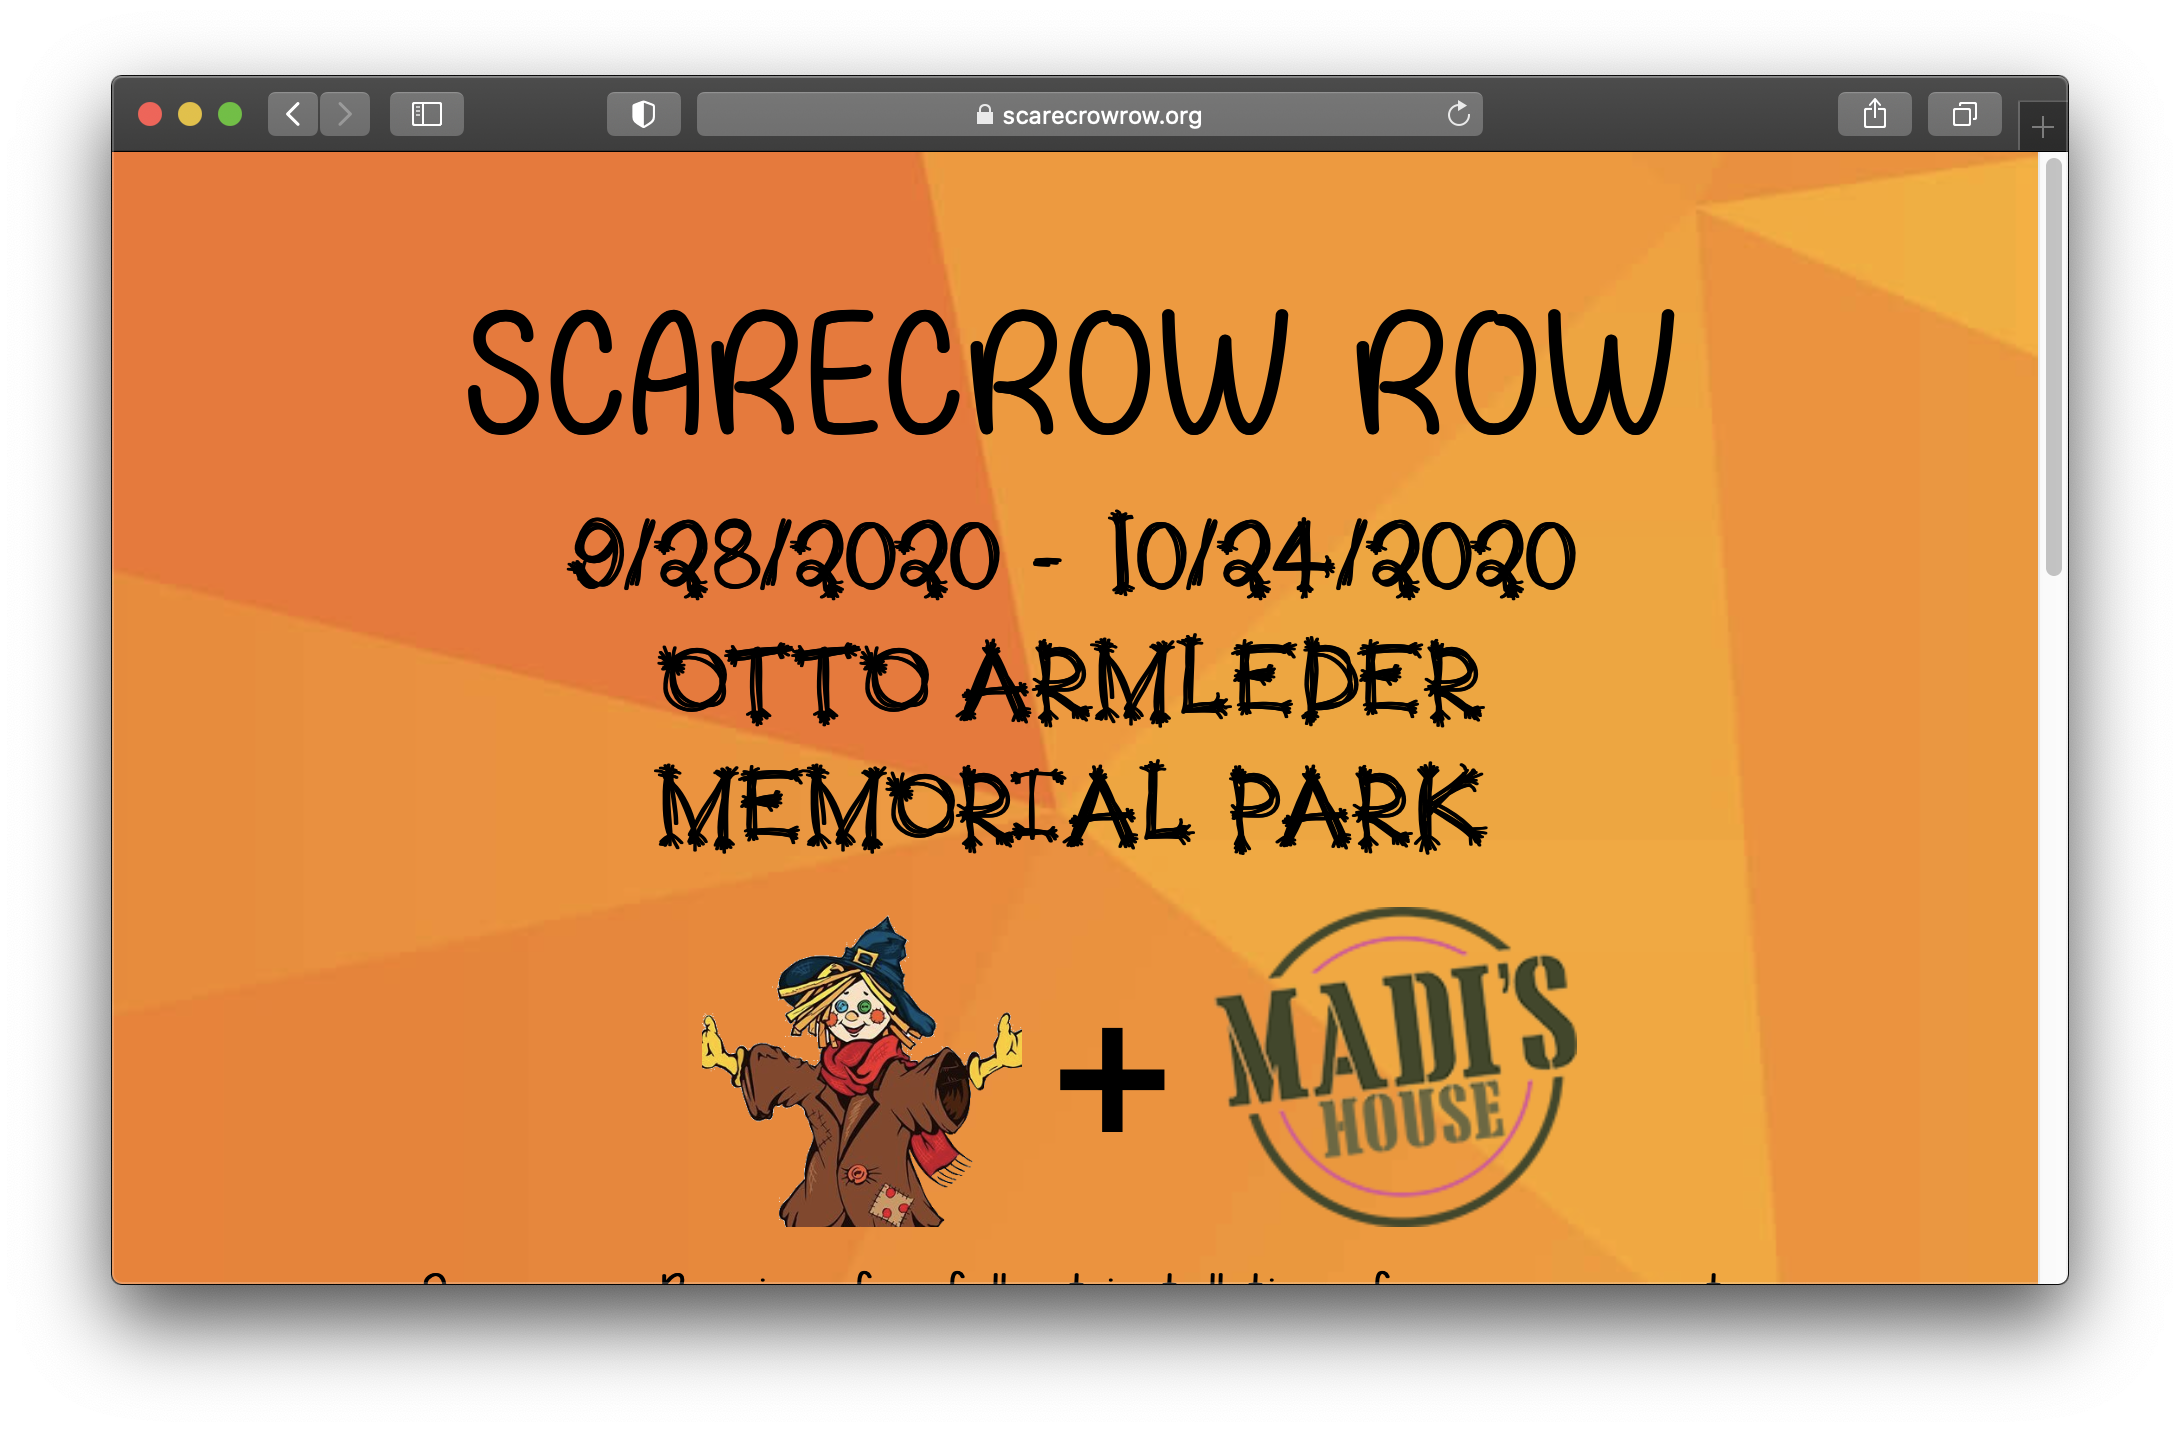 scarecrowrow.org
SCARECROW ROW
9/28/2020 - 10/24/2020
OTTO ARMLEDER
MEMORIAL PARK
MADI'S
HOUSE